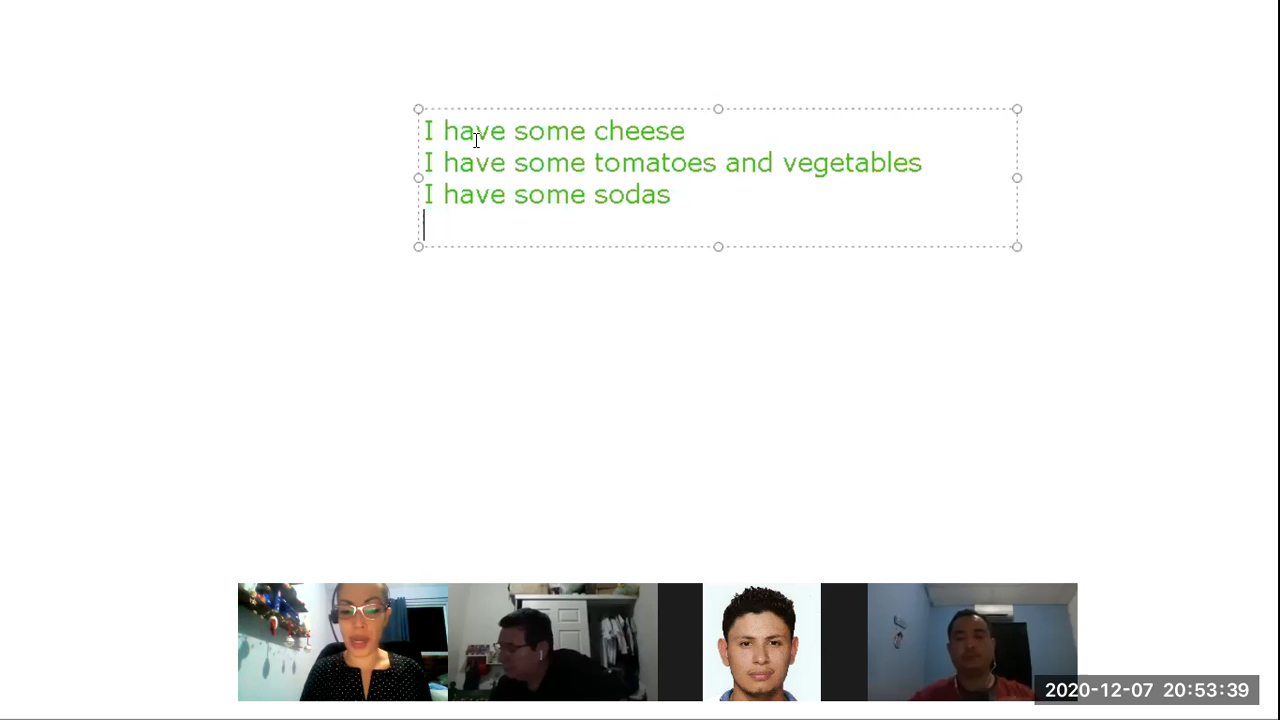 I have some cheese
I have some tomatoes and vegetables
I have some sodas
2020-12-07 20:53:39